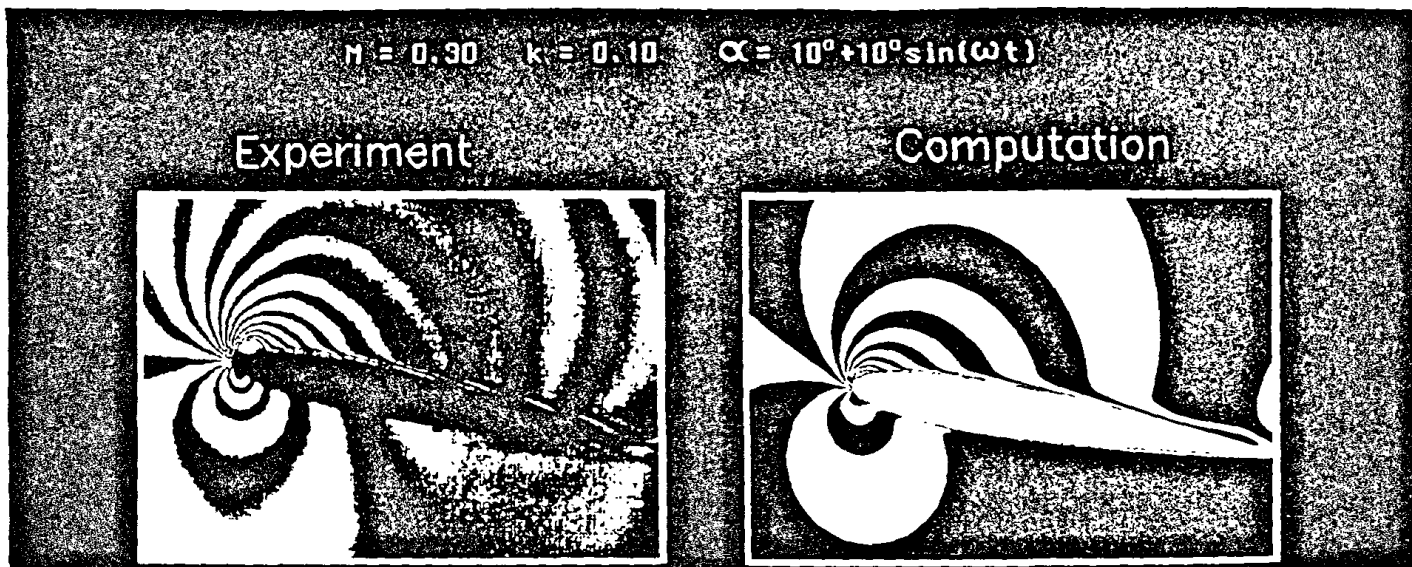 M = 0.30 k = 0.10 α = 10°+10°sin(ωt)
Experiment
Computation